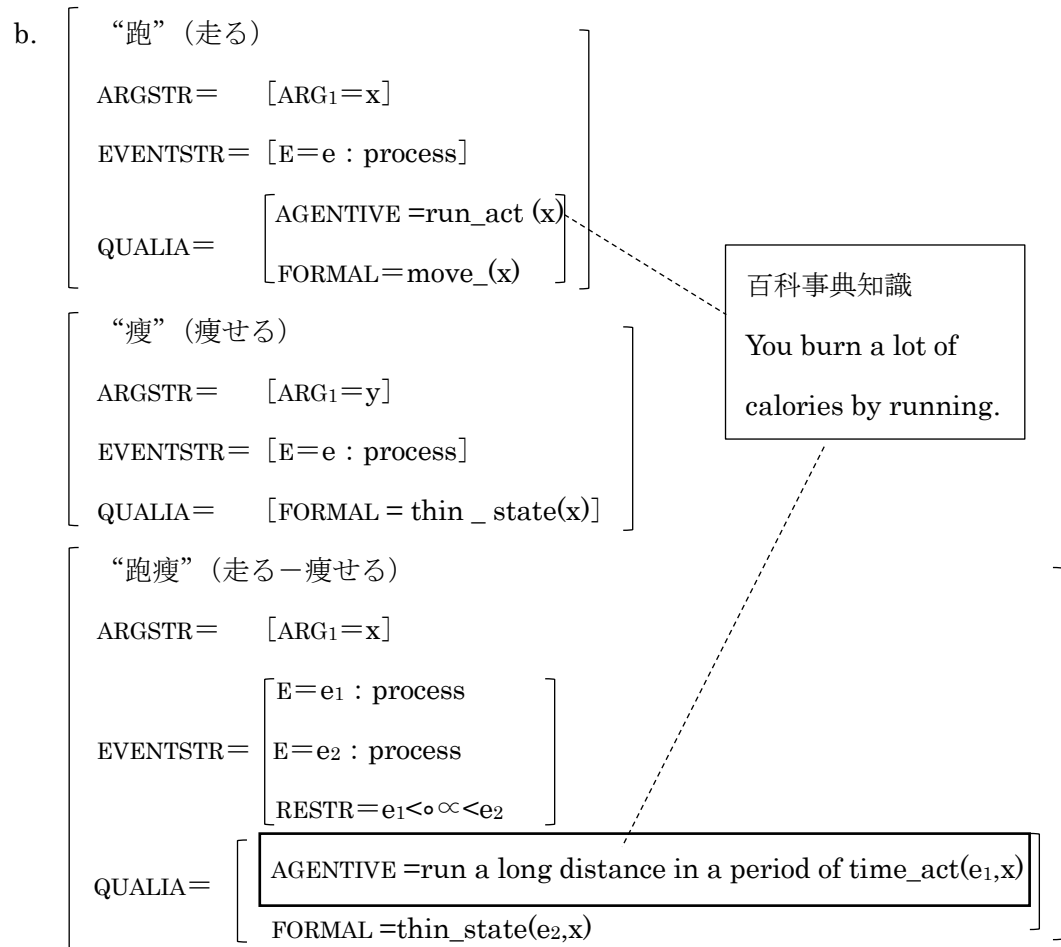 b.
“跑”（走る）
ARGSTR＝ ［ARG1＝x］
EVENTSTR＝［E＝e：process］
QUALIA＝
AGENTIVE =run_act (x)
FORMAL＝move_(x)
百科事典知識
You burn a lot of
calories by running.
“瘦”（痩せる）
ARGSTR＝ ［ARG1＝y］
EVENTSTR＝［E＝e：process］
QUALIA＝ ［FORMAL = thin _ state(x)］
“跑瘦”（走る－痩せる）
ARGSTR＝ ［ARG1＝x］
EVENTSTR＝
E＝e1：process
E＝e2：process
RESTR＝e1<∘∝<e2
QUALIA＝
AGENTIVE =run a long distance in a period of time_act(e1,x)
FORMAL =thin_state(e2,x)